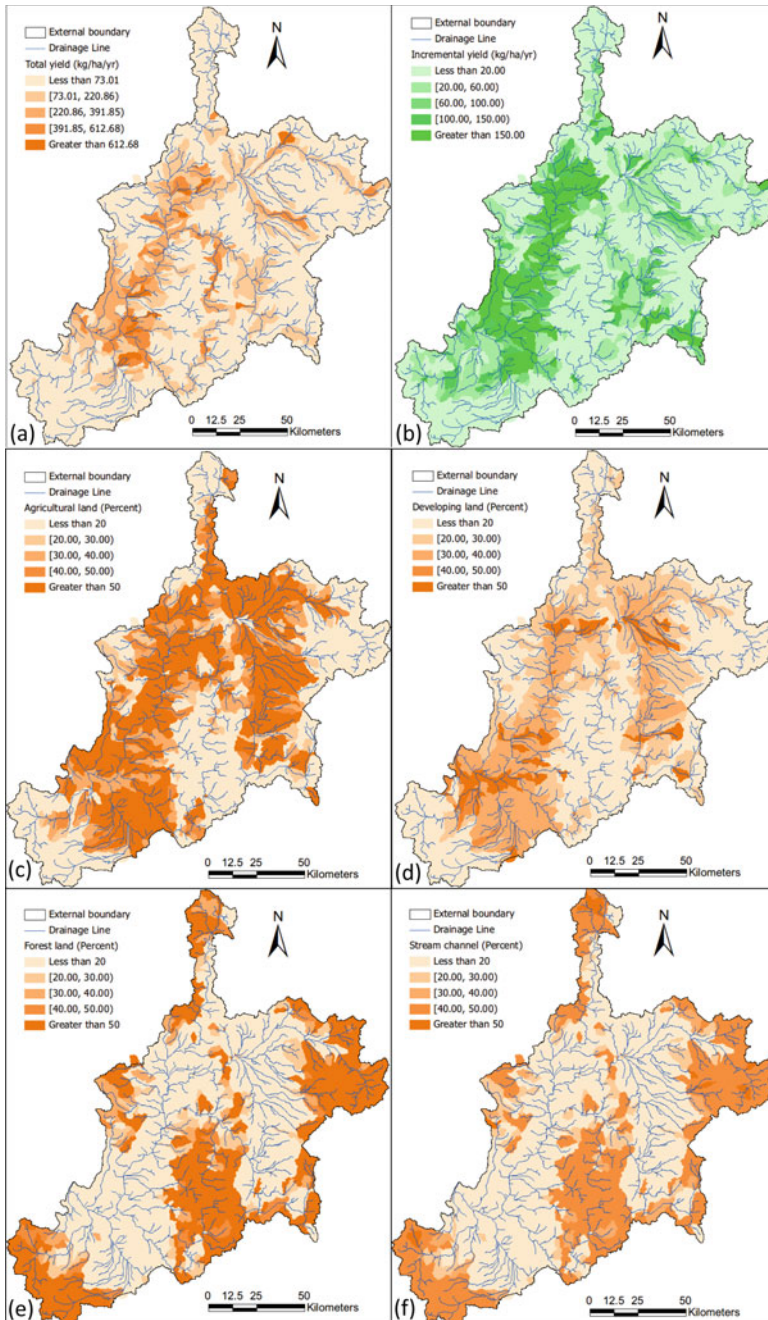 External boundary
Drainage Line
Total yield (kg/ha/yr)
Less than 73.01
[73.01, 220.86)
[220.86, 391.85)
[391.85, 612.68)
Greater than 612.68
N
0 12.5 25 50
Kilometers
(a)
External boundary
Drainage Line
Incremental yield (kg/ha/yr)
Less than 20.00
[20.00, 60.00)
[60.00, 100.00)
[100.00, 150.00)
Greater than 150.00
N
0 12.5 25 50
Kilometers
(b)
External boundary
Drainage Line
Agricultural land (Percent)
Less than 20
[20.00, 30.00)
[30.00, 40.00)
[40.00, 50.00)
Greater than 50
N
0 12.5 25 50
Kilometers
(c)
External boundary
Drainage Line
Developing land (Percent)
Less than 20
[20.00, 30.00)
[30.00, 40.00)
[40.00, 50.00)
Greater than 50
N
0 12.5 25 50
Kilometers
(d)
External boundary
Drainage Line
Forest land (Percent)
Less than 20
[20.00, 30.00)
[30.00, 40.00)
[40.00, 50.00)
Greater than 50
N
0 12.5 25 50
Kilometers
(e)
External boundary
Drainage Line
Stream channel (Percent)
Less than 20
[20.00, 30.00)
[30.00, 40.00)
[40.00, 50.00)
Greater than 50
N
0 12.5 25 50
Kilometers
(f)